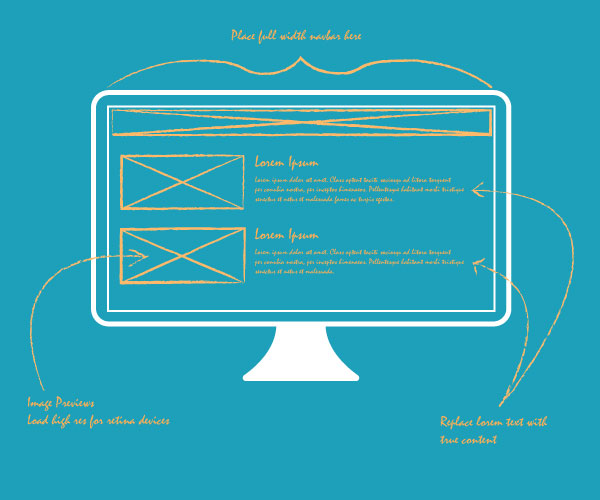 Place full width navbar here
Lorem Ipsum
Lorem ipsum dolor sit amet. Class aptent taciti sociosqu ad litora torquent
per conubia nostra, per inceptos himenaeos. Pellentesque habitant morbi tristique
senectus et netus et malesuada fames ac turpis egestas.
Lorem Ipsum
Lorem ipsum dolor sit amet. Class aptent taciti sociosqu ad litora torquent
per conubia nostra, per inceptos himenaeos. Pellentesque habitant morbi tristique
senectus et netus et malesuada.
Image Previews
Load high res for retina devices
Replace lorem text with
true content